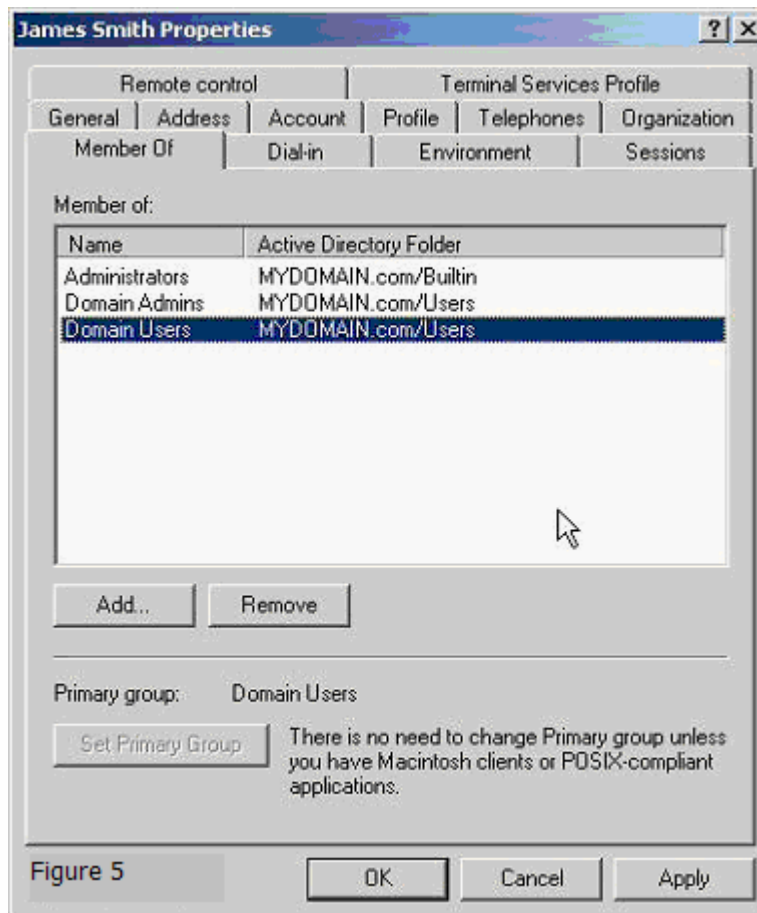 James Smith Properties
Remote control Terminal Services Profile
General Address Account Profile Telephones Organization
Member Of Dial-in Environment Sessions
Member of:
Name Active Directory Folder
Administrators MYDOMAIN.com/Builtin
Domain Admins MYDOMAIN.com/Users
Domain Users MYDOMAIN.com/Users
Add... Remove
Primary group: Domain Users
Set Primary Group There is no need to change Primary group unless
you have Macintosh clients or POSIX-compliant
applications.
Figure 5 OK Cancel Apply